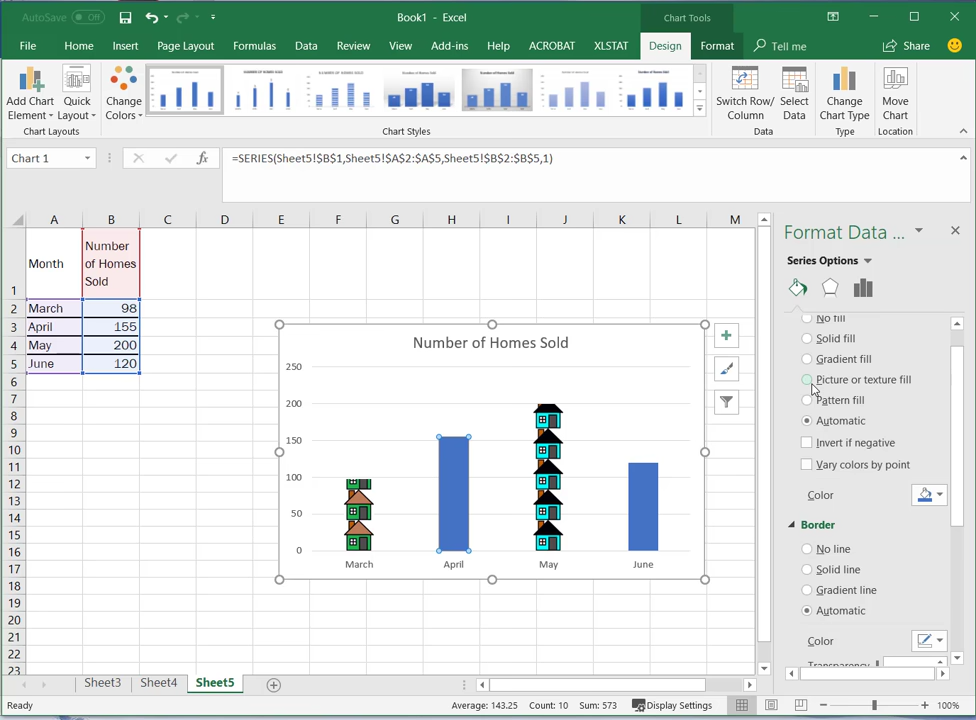 AutoSave Off
Book1 - Excel
Chart Tools
File Home Insert Page Layout Formulas Data Review View Add-ins Help ACROBAT XLSTAT Design Format Tell me Share
Add Chart Element
Quick Layout
Change Colors
Switch Row/ Column
Select Data
Change Chart Type
Move Chart
Chart Layouts
Chart Styles
Data
Type
Location
Chart 1
fx
=SERIES(Sheet5!$B$1,Sheet5!$A$2:$A$5,Sheet5!$B$2:$B$5,1)
A B C D E F G H I J K L M
1 Month Number of Homes Sold
2 March 98
3 April 155
4 May 200
5 June 120
6
7
8
9
10
11
12
13
14
15
16
17
18
19
20
21
22
23
Number of Homes Sold
250
200
150
100
50
0
March April May June
Format Data ...
Series Options
No fill
Solid fill
Gradient fill
Picture or texture fill
Pattern fill
Automatic
Invert if negative
Vary colors by point
Color
Border
No line
Solid line
Gradient line
Automatic
Color
Transparency
Sheet3 Sheet4 Sheet5
Ready
Average: 143.25 Count: 10 Sum: 573
Display Settings
100%